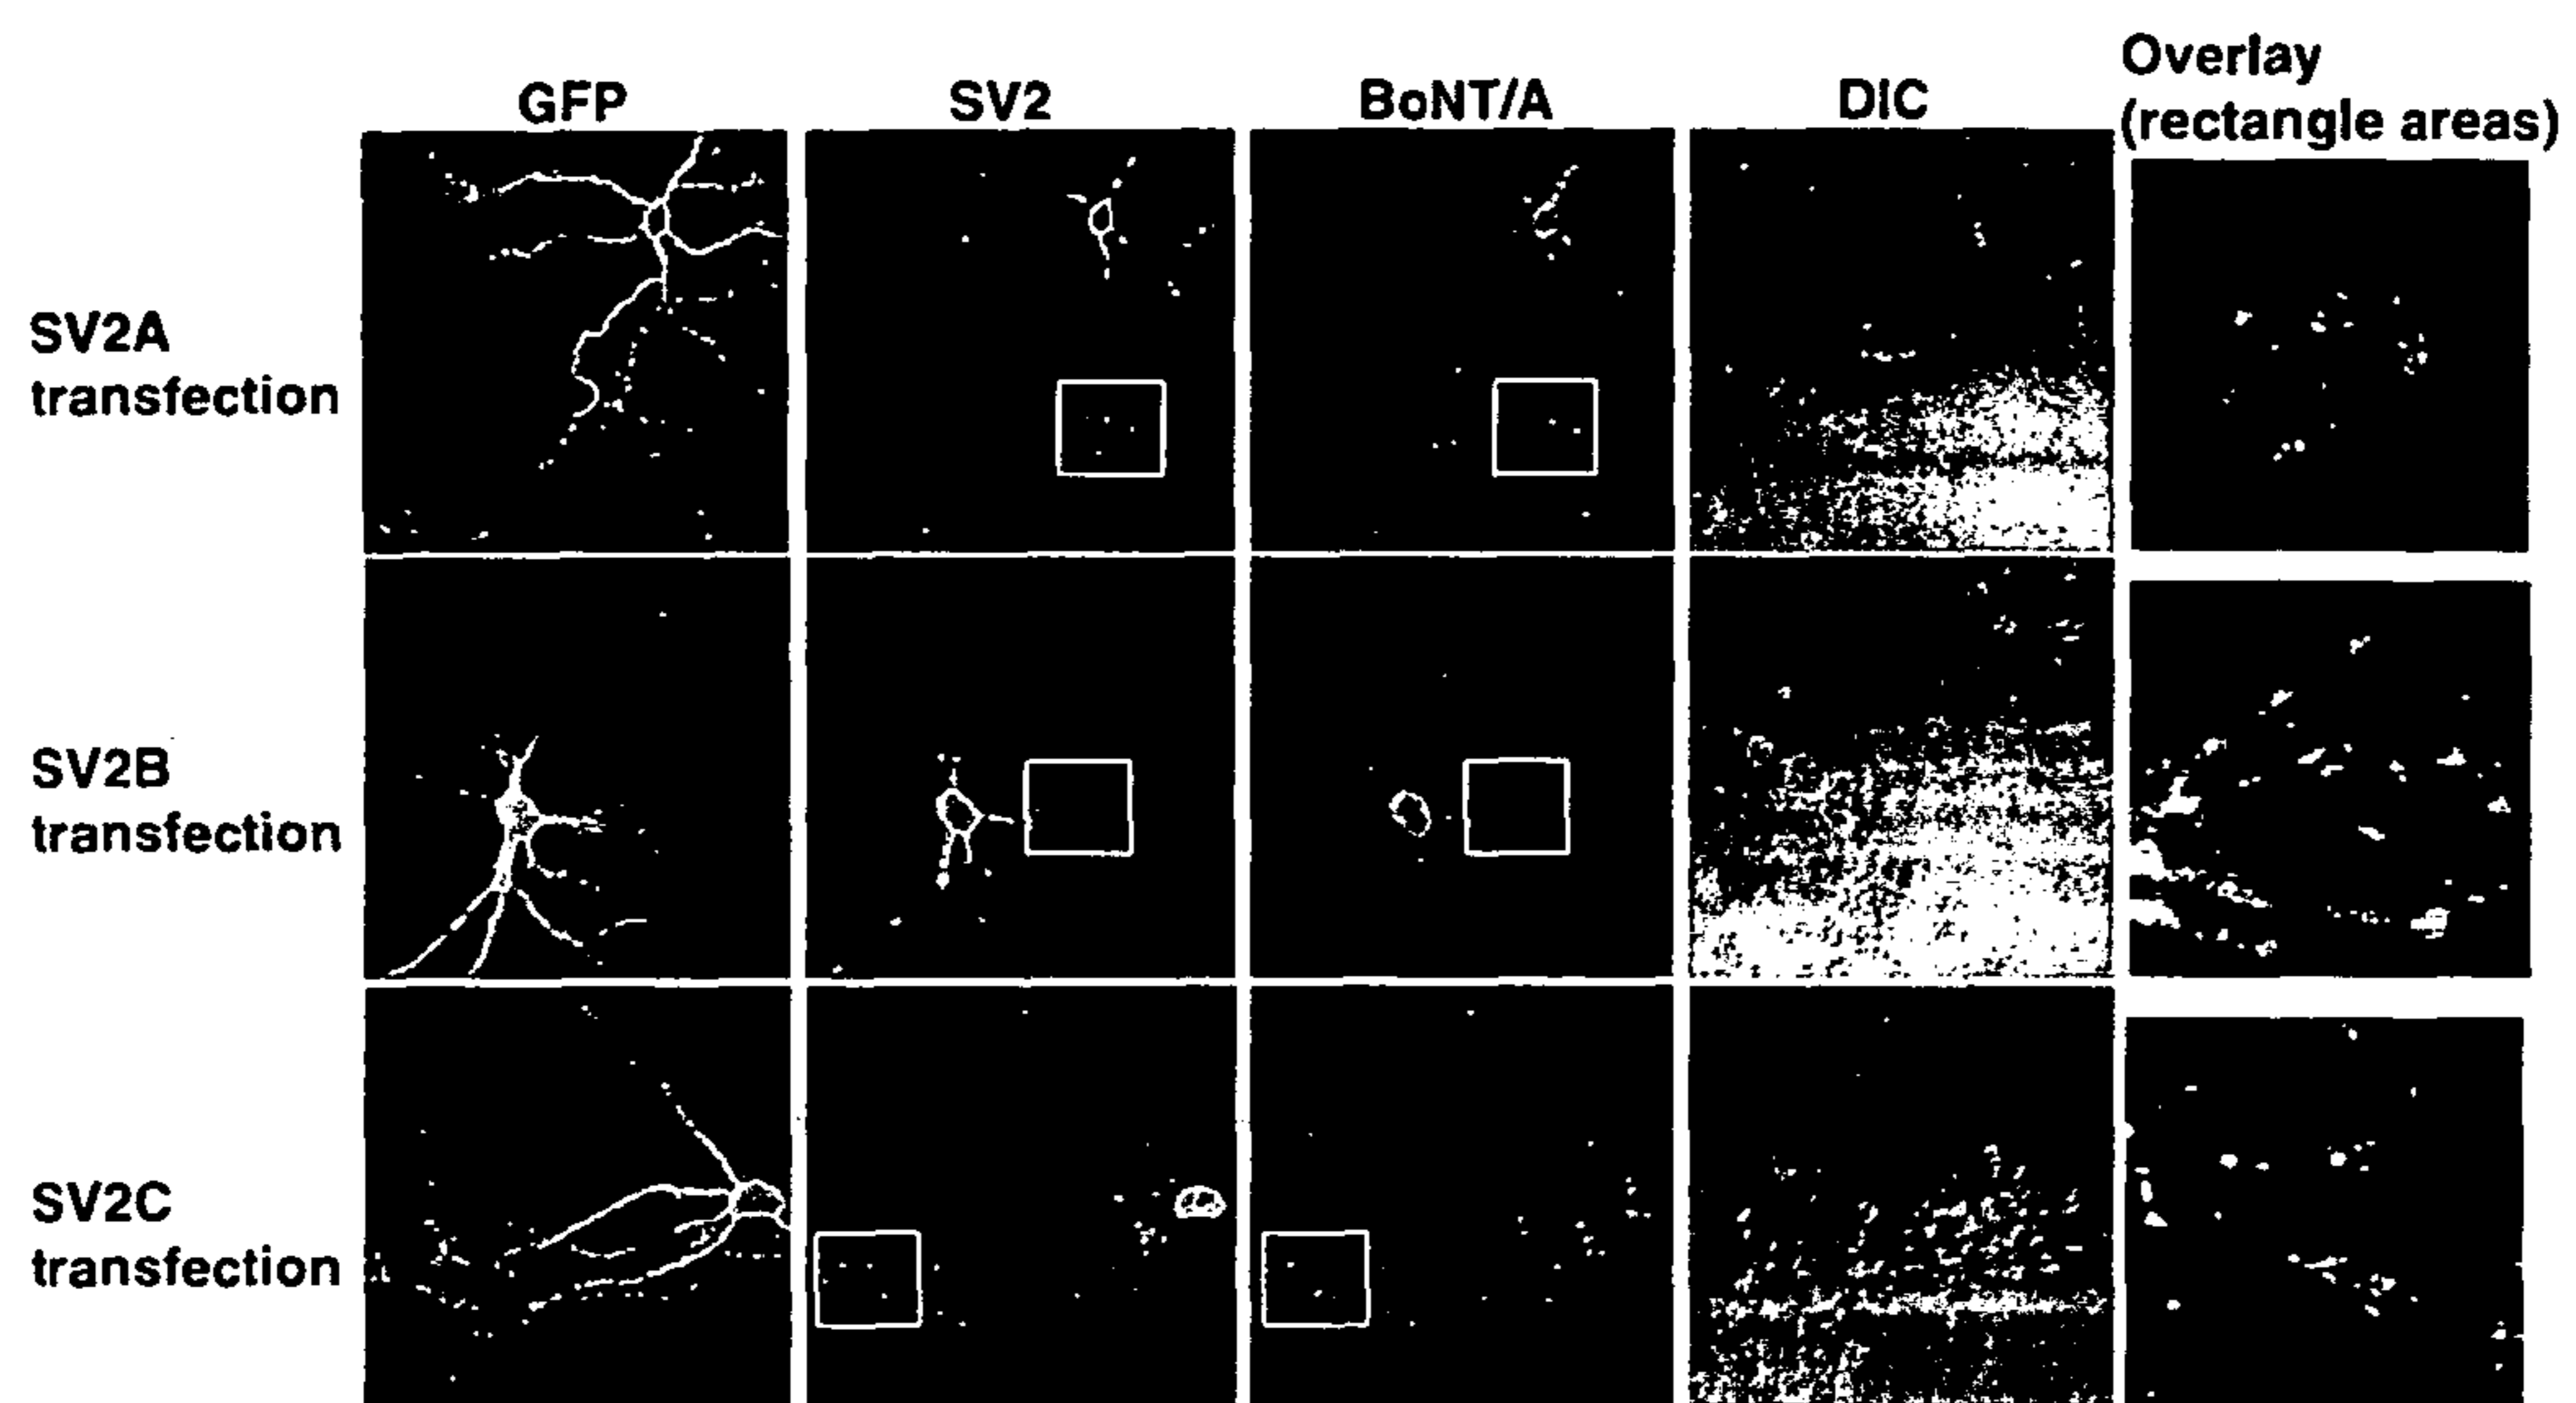 GFP
SV2
BoNT/A
DIC
Overlay
(rectangle areas)
SV2A
transfection
SV2B
transfection
SV2C
transfection